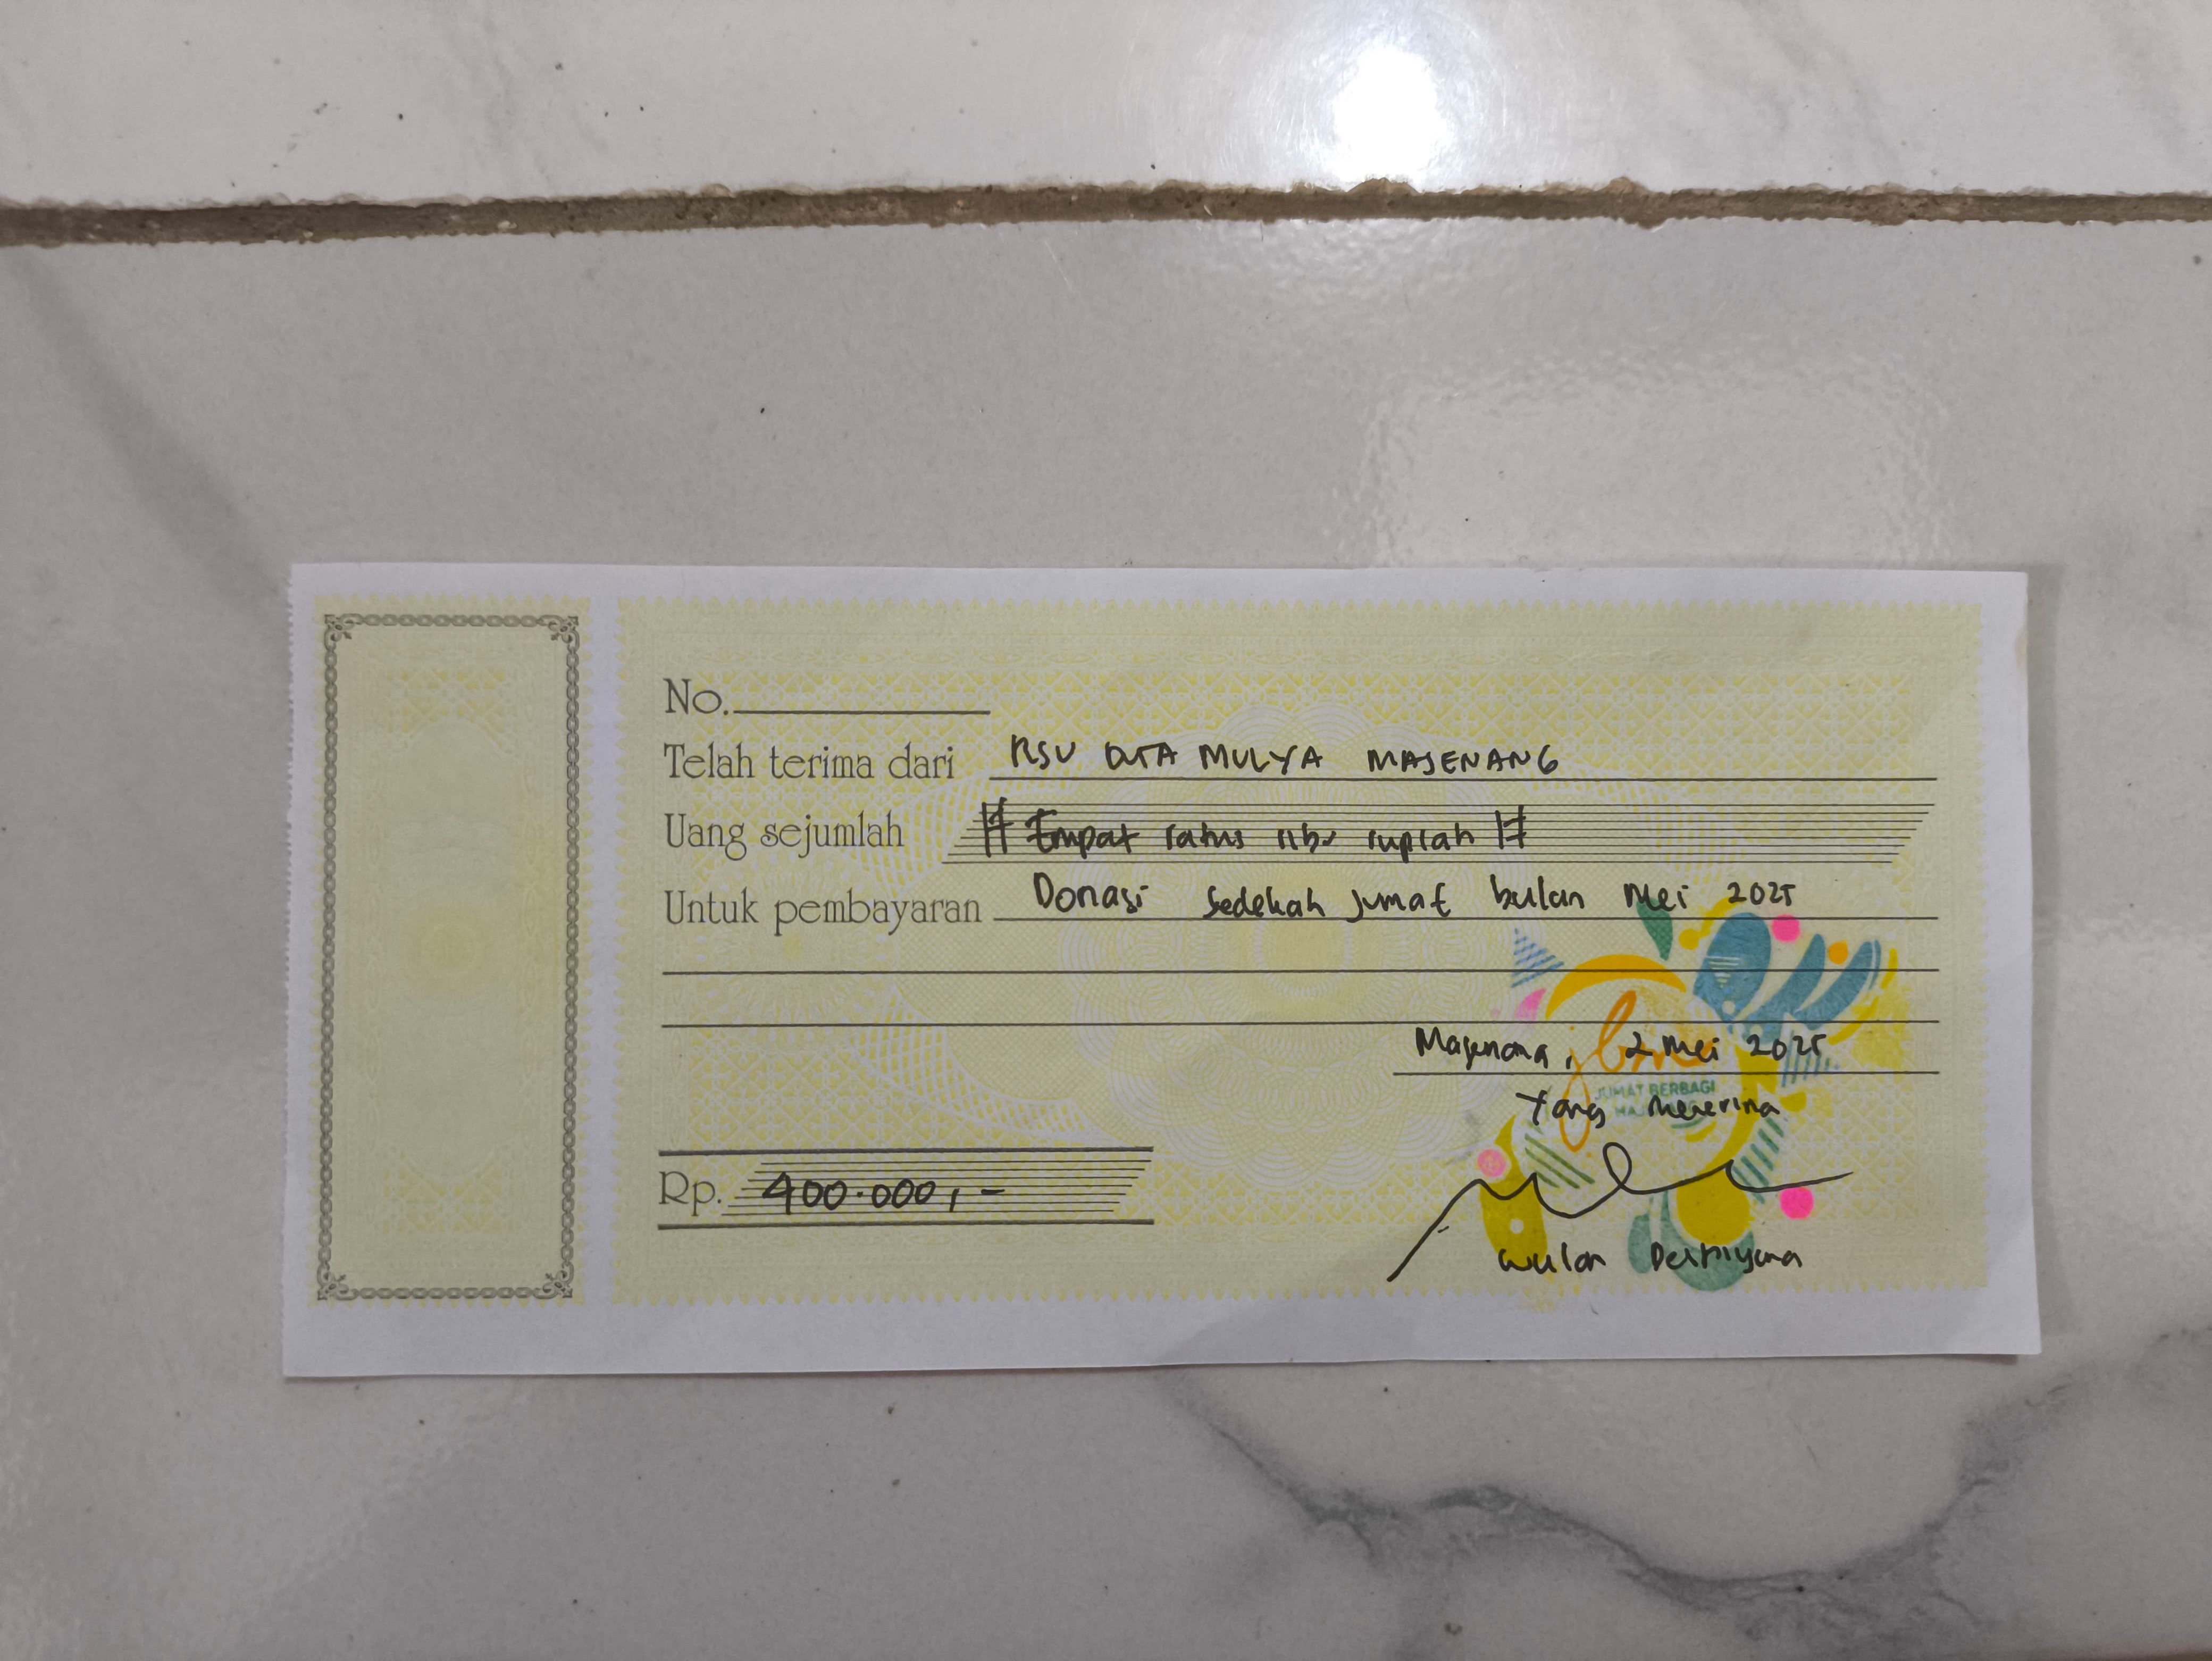 No.
Telah terima dari RSU DUTA MULYA MAJENANG
Uang sejumlah # Empat ratus ribu rupiah #
Untuk pembayaran Donasi Sedekah Jumat bulan Mei 2025
Majenang, 2 Mei 2025
jbm
JUMAT BERBAGI
Yang Menerima
Rp. 400.000,-
Wulan